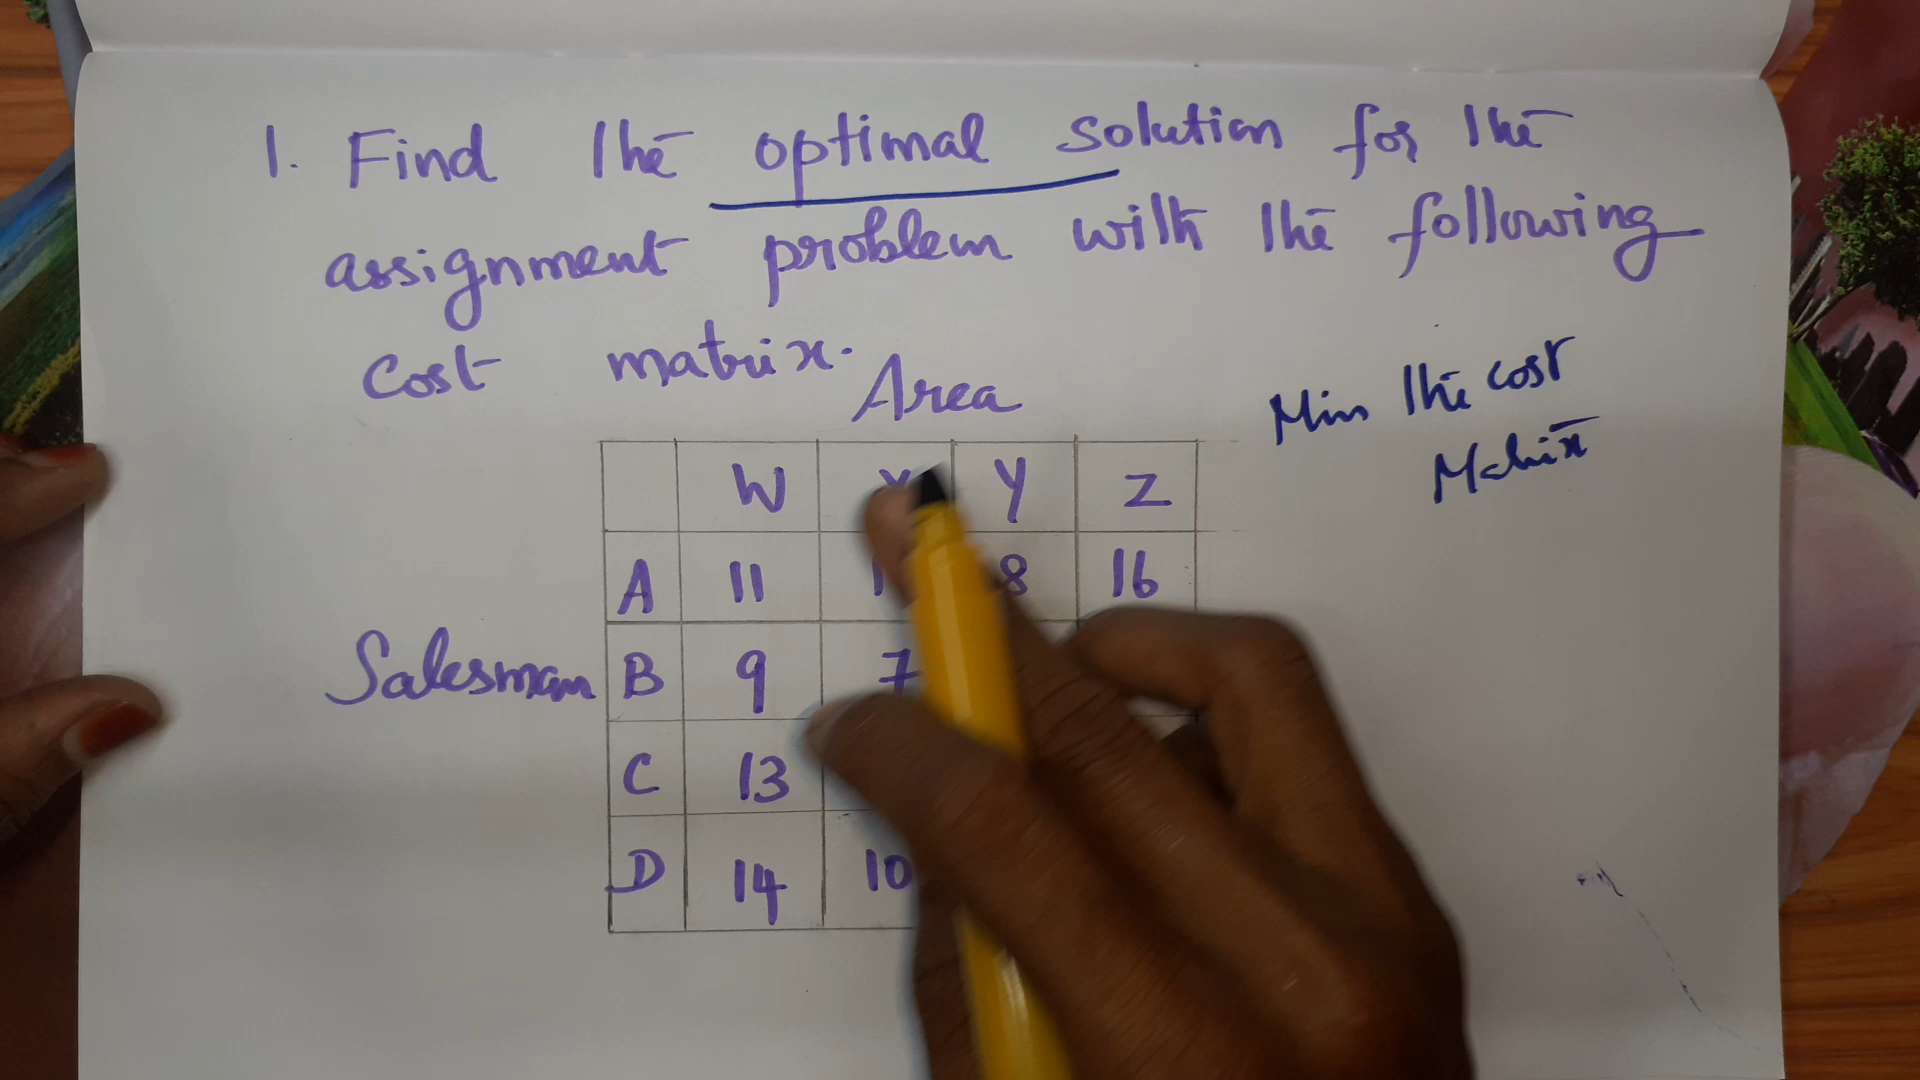 1. Find the optimal solution for the
assignment problem with the following
Cost matrix.
Area
Min the cost
Matrix
W Y Z
A 11 8 16
Salesman B 9 7
C 13
D 14 10